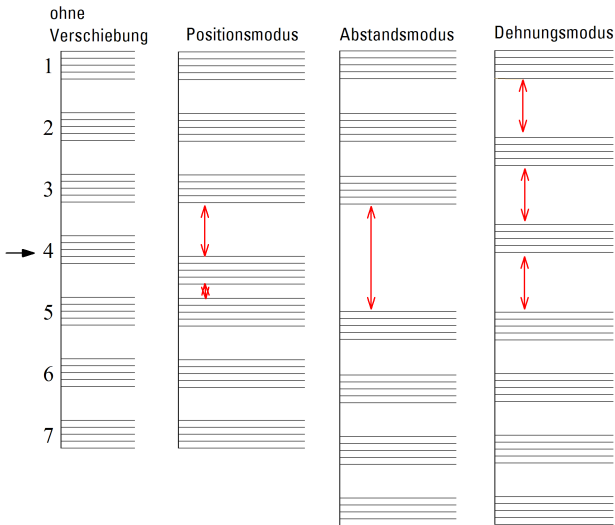 ohne
Verschiebung
Positionsmodus
Abstandsmodus
Dehnungsmodus
1
2
3
4
5
6
7